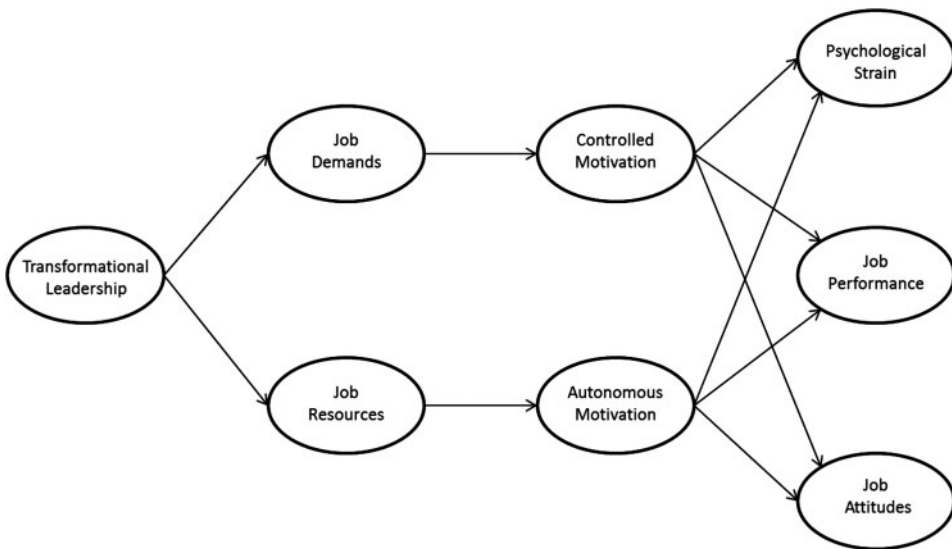 Psychological
Strain
Job
Demands
Controlled
Motivation
Transformational
Leadership
Job
Performance
Job
Resources
Autonomous
Motivation
Job
Attitudes